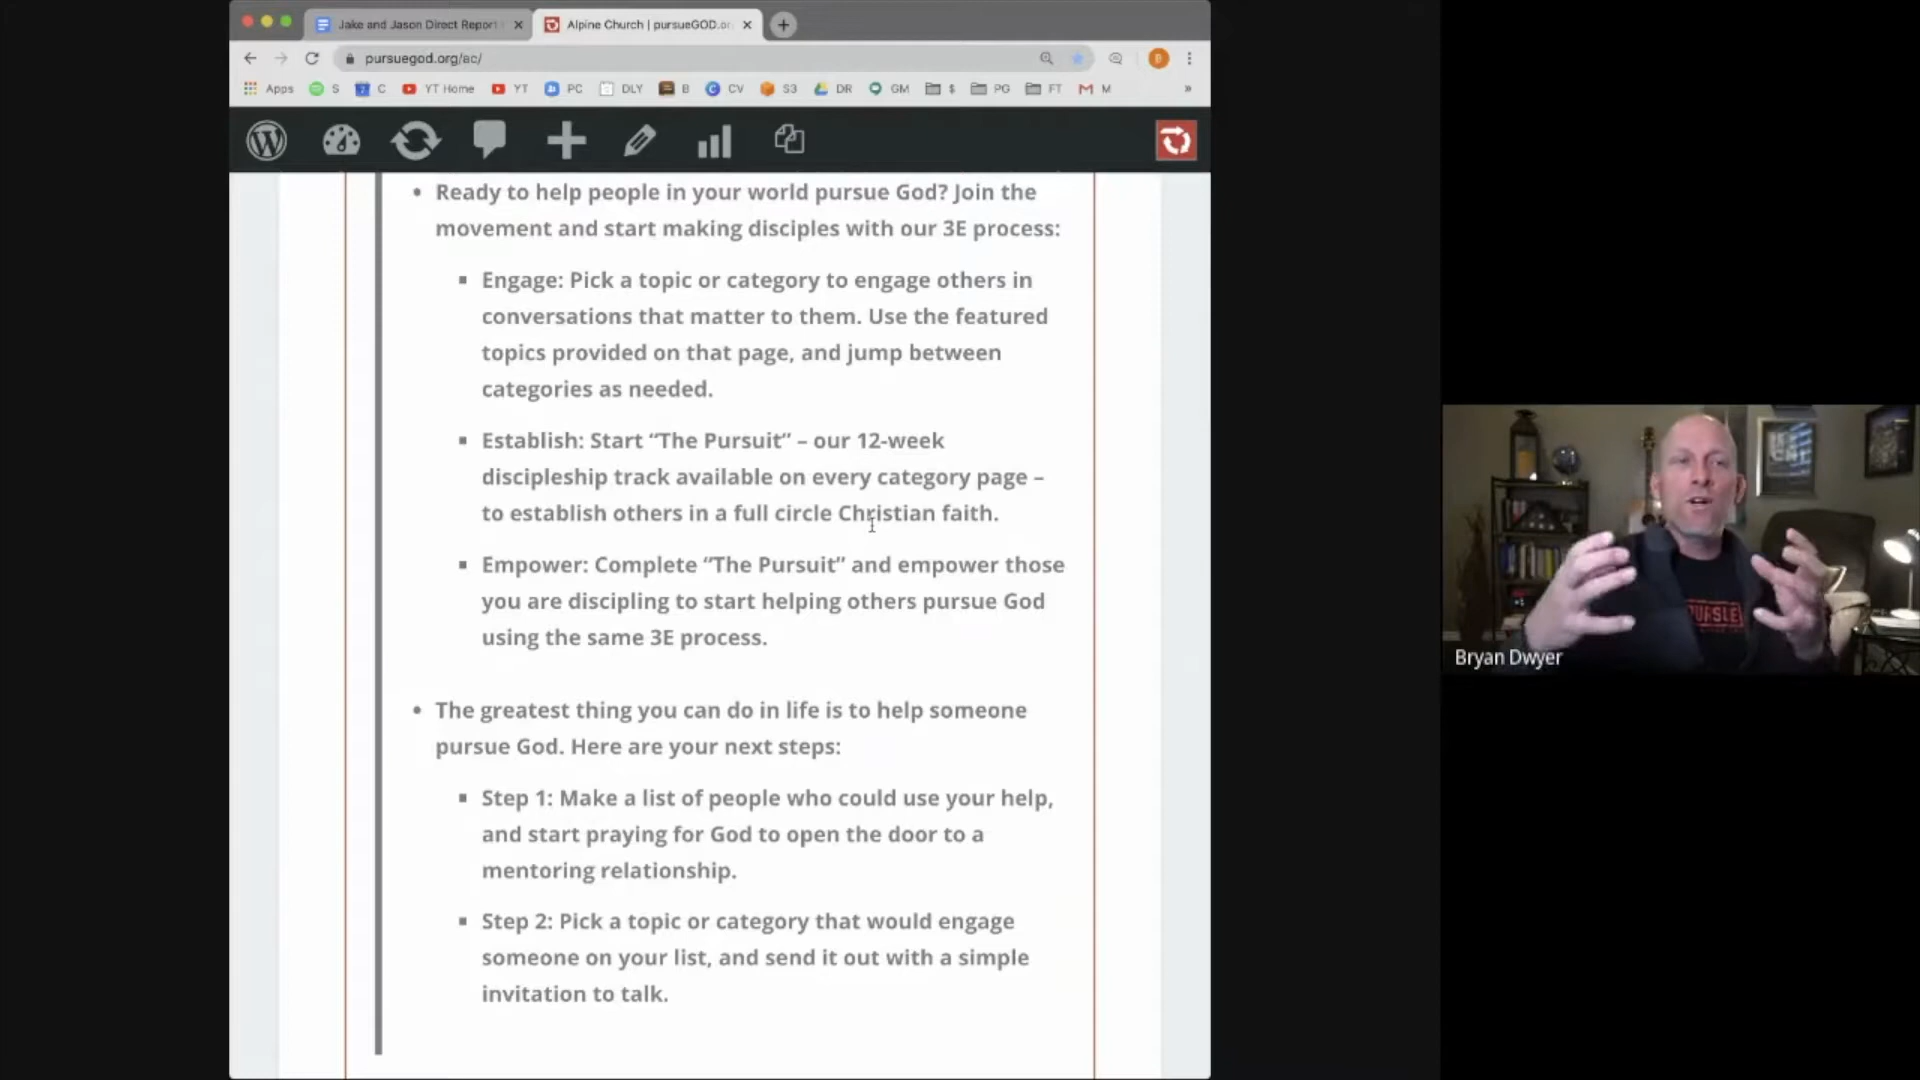 Jake and Jason Direct Report
Alpine Church | pursueGOD.or
pursuegod.org/ac/
B
Apps S C YT Home YT PC DLY B CV S3 DR GM $ PG FT M »
• Ready to help people in your world pursue God? Join the
movement and start making disciples with our 3E process:
▪ Engage: Pick a topic or category to engage others in
conversations that matter to them. Use the featured
topics provided on that page, and jump between
categories as needed.
▪ Establish: Start “The Pursuit” – our 12-week
discipleship track available on every category page –
to establish others in a full circle Christian faith.
▪ Empower: Complete “The Pursuit” and empower those
you are discipling to start helping others pursue God
using the same 3E process.
• The greatest thing you can do in life is to help someone
pursue God. Here are your next steps:
▪ Step 1: Make a list of people who could use your help,
and start praying for God to open the door to a
mentoring relationship.
▪ Step 2: Pick a topic or category that would engage
someone on your list, and send it out with a simple
invitation to talk.
Bryan Dwyer